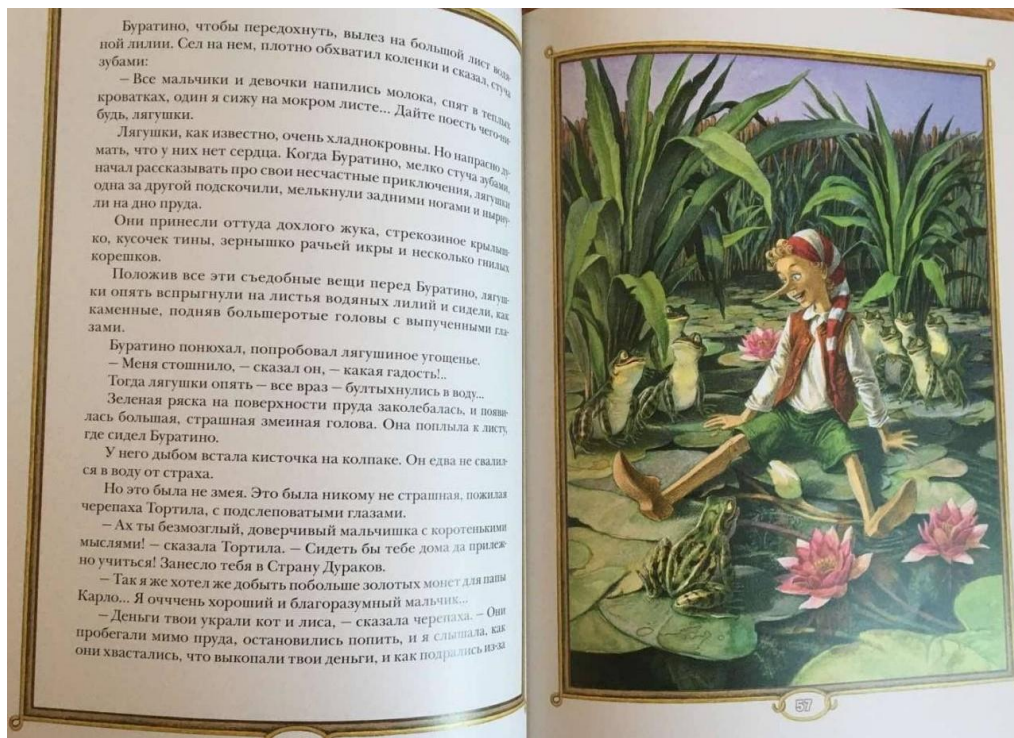 Буратино, чтобы передохнуть, вылез на большой лист водя-
ной лилии. Сел на нем, плотно обхватил коленки и сказал, стуча
зубами:
— Все мальчики и девочки напились молока, спят в теплых
кроватках, один я сижу на мокром листе... Дайте поесть чего-ни-
будь, лягушки.
Лягушки, как известно, очень хладнокровны. Но напрасно ду-
мать, что у них нет сердца. Когда Буратино, мелко стуча зубами,
начал рассказывать про свои несчастные приключения, лягушки
одна за другой подскочили, мелькнули задними ногами и нырну-
ли на дно пруда.
Они принесли оттуда дохлого жука, стрекозиное крылыш-
ко, кусочек тины, зернышко рачьей икры и несколько гнилых
корешков.
Положив все эти съедобные вещи перед Буратино, лягуш-
ки опять вспрыгнули на листья водяных лилий и сидели, как
каменные, подняв большеротые головы с выпученными гла-
зами.
Буратино понюхал, попробовал лягушиное угощенье.
— Меня стошнило, — сказал он, — какая гадость!..
Тогда лягушки опять — все враз — бултыхнулись в воду...
Зеленая ряска на поверхности пруда заколебалась, и появи-
лась большая, страшная змеиная голова. Она поплыла к листу,
где сидел Буратино.
У него дыбом встала кисточка на колпаке. Он едва не свалил-
ся в воду от страха.
Но это была не змея. Это была никому не страшная, пожилая
черепаха Тортила, с подслеповатыми глазами.
— Ах ты безмозглый, доверчивый мальчишка с коротенькими
мыслями! — сказала Тортила. — Сидеть бы тебе дома да прилеж-
но учиться! Занесло тебя в Страну Дураков.
— Так я же хотел же добыть побольше золотых монет для папы
Карло... Я очччень хороший и благоразумный мальчик...
— Деньги твои украли кот и лиса, — сказала черепаха. — Они
пробегали мимо пруда, остановились попить, и я слышала, как
они хвастались, что выкопали твои деньги, и как подрались из-за
57